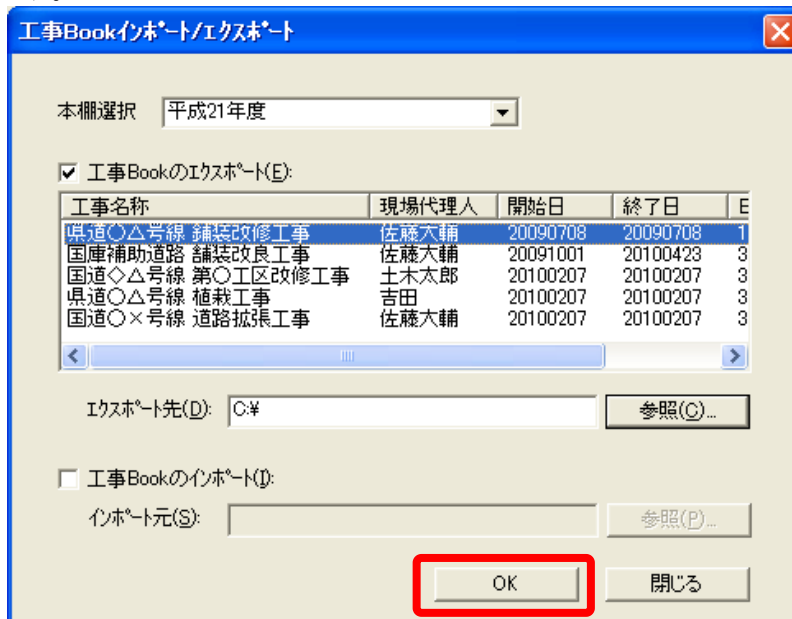 工事Bookｲﾝﾎﾟｰﾄ/ｴｸｽﾎﾟｰﾄ
本棚選択 平成21年度
工事Bookのｴｸｽﾎﾟｰﾄ(E):
工事名称 現場代理人 開始日 終了日 E
県道○△号線 舗装改修工事 佐藤大輔 20090708 20090708 1
国庫補助道路 舗装改良工事 佐藤大輔 20091001 20100423 3
国道◇△号線 第○工区改修工事 土木太郎 20100207 20100207 3
県道○△号線 植栽工事 吉田 20100207 20100207 3
国道○×号線 道路拡張工事 佐藤大輔 20100207 20100207 3
ｴｸｽﾎﾟｰﾄ先(D): C:¥ 参照(C)...
工事Bookのｲﾝﾎﾟｰﾄ(I):
ｲﾝﾎﾟｰﾄ元(S): 参照(P)...
OK 閉じる